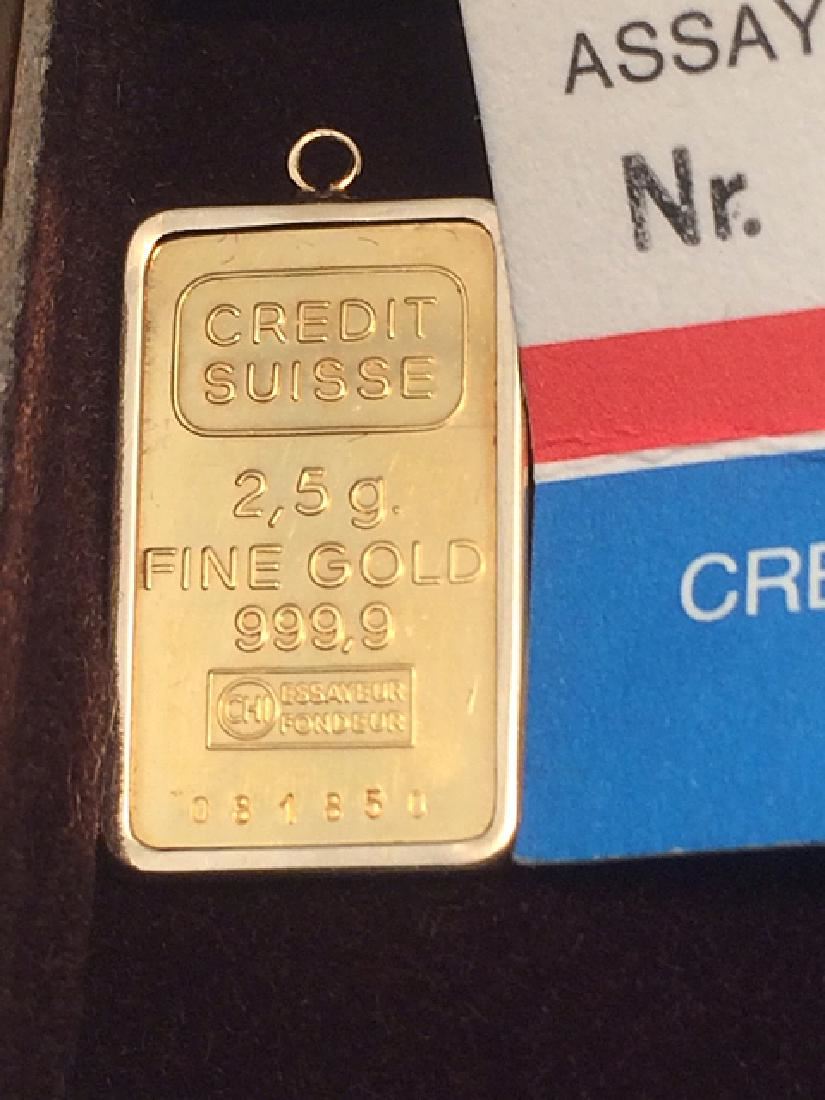 ASSAY
Nr.
CREDIT
SUISSE
2,5 g.
FINE GOLD
999,9
CHI ESSAYEUR
FONDEUR
081850
CRE